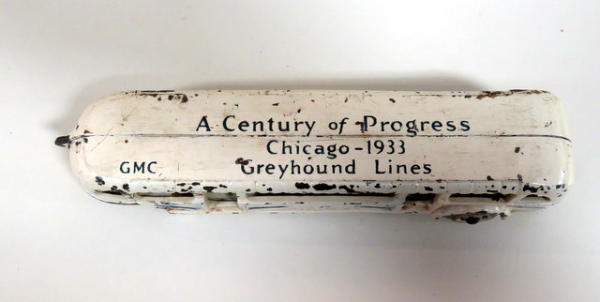 A Century of Progress
Chicago-1933
GMC Greyhound Lines